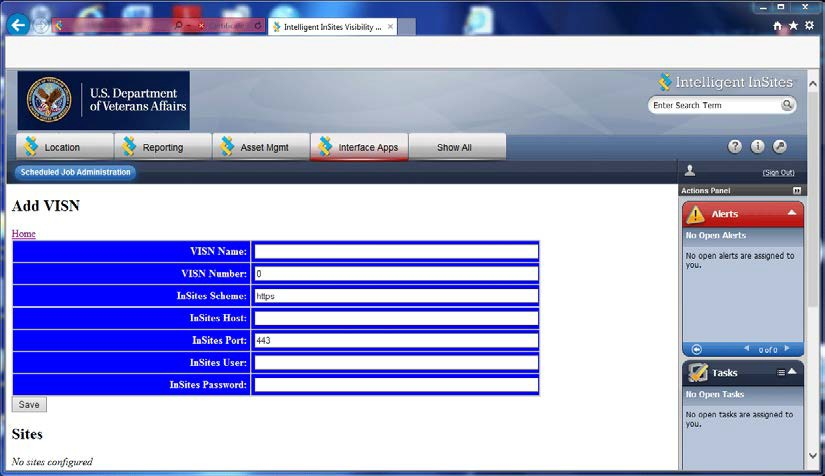 Certificate
Intelligent InSites Visibility ...
U.S. Department
of Veterans Affairs
Intelligent InSites
Enter Search Term
Location
Reporting
Asset Mgmt
Interface Apps
Show All
Scheduled Job Administration
(Sign Out)
Actions Panel
Add VISN
Home
VISN Name:
VISN Number: 0
InSites Scheme: https
InSites Host:
InSites Port: 443
InSites User:
InSites Password:
Save
Sites
No sites configured
Alerts
No Open Alerts
No open alerts are assigned to
you.
0 of 0
Tasks
No Open Tasks
No open tasks are assigned to
you.